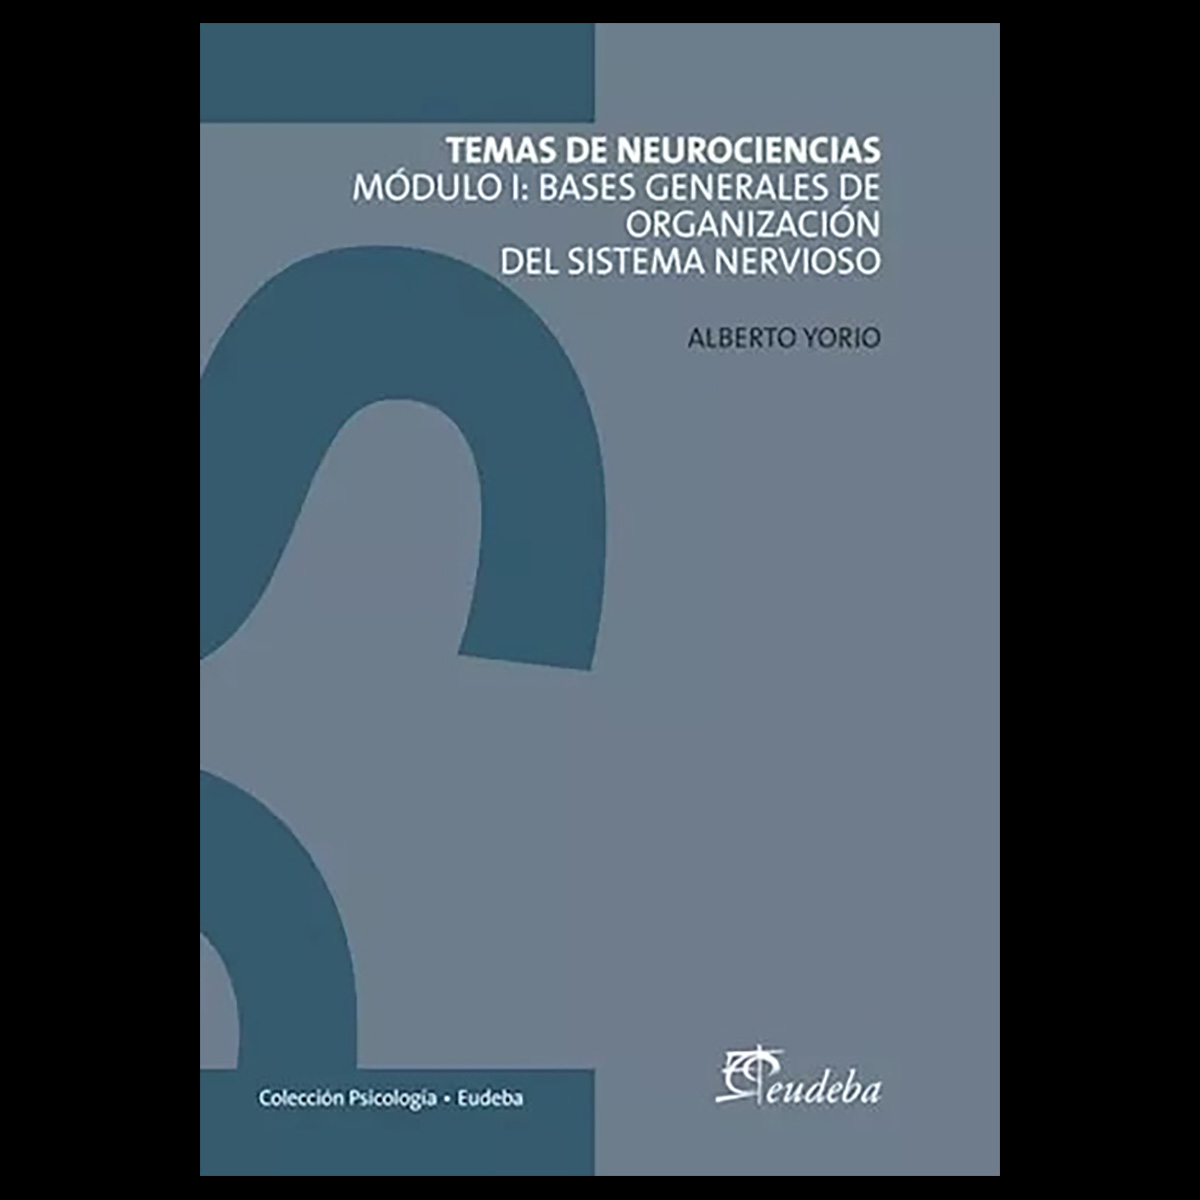 TEMAS DE NEUROCIENCIAS
MÓDULO I: BASES GENERALES DE
ORGANIZACIÓN
DEL SISTEMA NERVIOSO
ALBERTO YORIO
Colección Psicología • Eudeba
eudeba